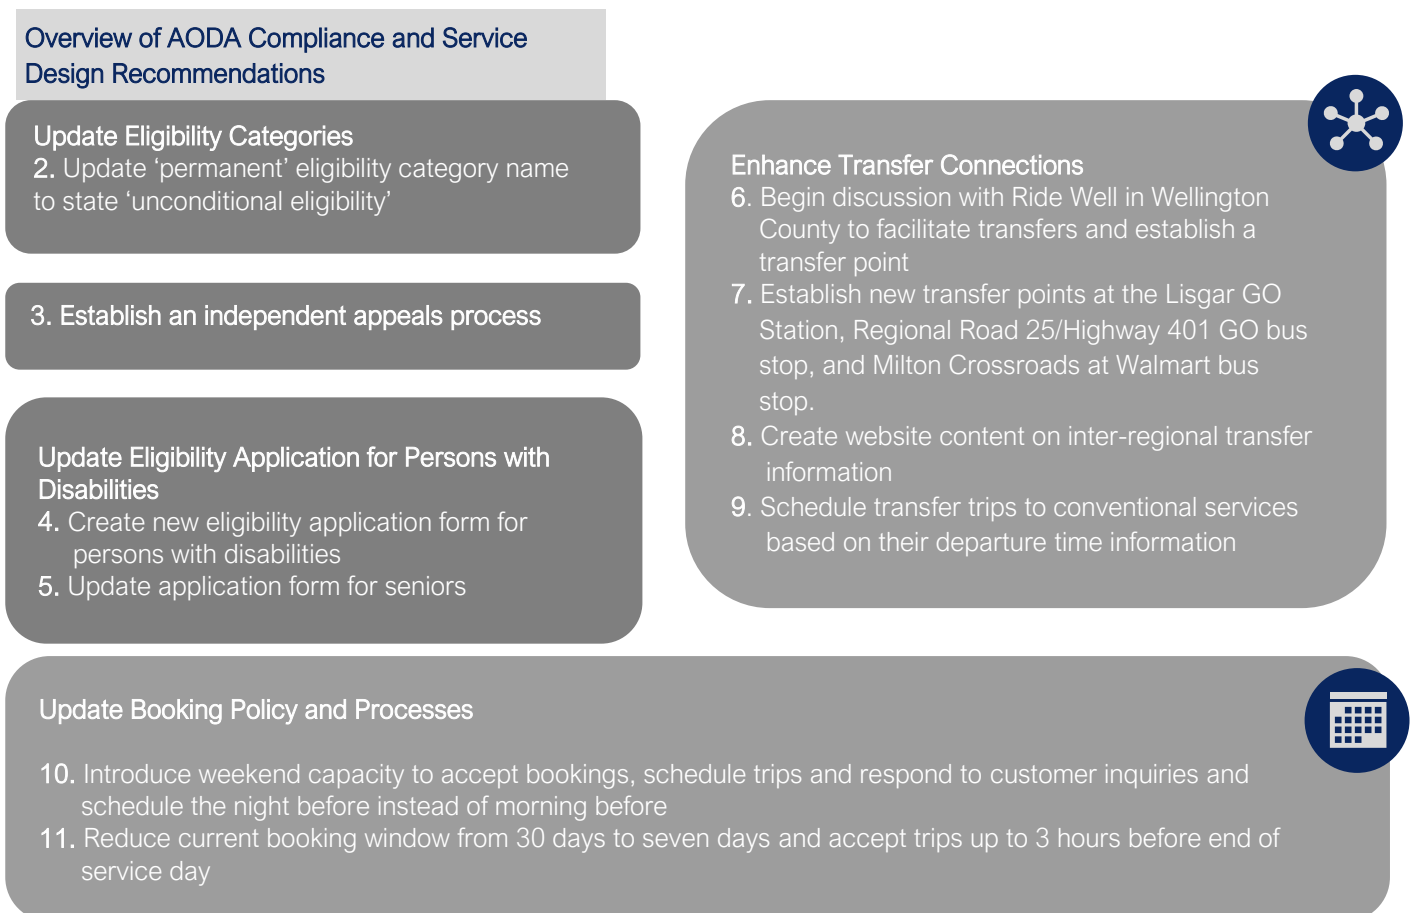 Overview of AODA Compliance and Service
Design Recommendations
Update Eligibility Categories
2. Update ‘permanent’ eligibility category name
to state ‘unconditional eligibility’
3. Establish an independent appeals process
Update Eligibility Application for Persons with
Disabilities
4. Create new eligibility application form for
persons with disabilities
5. Update application form for seniors
Enhance Transfer Connections
6. Begin discussion with Ride Well in Wellington
County to facilitate transfers and establish a
transfer point
7. Establish new transfer points at the Lisgar GO
Station, Regional Road 25/Highway 401 GO bus
stop, and Milton Crossroads at Walmart bus
stop.
8. Create website content on inter-regional transfer
information
9. Schedule transfer trips to conventional services
based on their departure time information
Update Booking Policy and Processes
10. Introduce weekend capacity to accept bookings, schedule trips and respond to customer inquiries and
schedule the night before instead of morning before
11. Reduce current booking window from 30 days to seven days and accept trips up to 3 hours before end of
service day